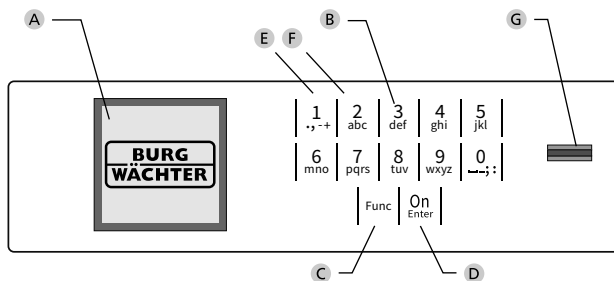 A E F B G
1 2 3 4 5
.,-+ abc def ghi jkl
BURG
WÄCHTER
6 7 8 9 0
mno pqrs tuv wxyz ⎵–;:
Func On
Enter
C D